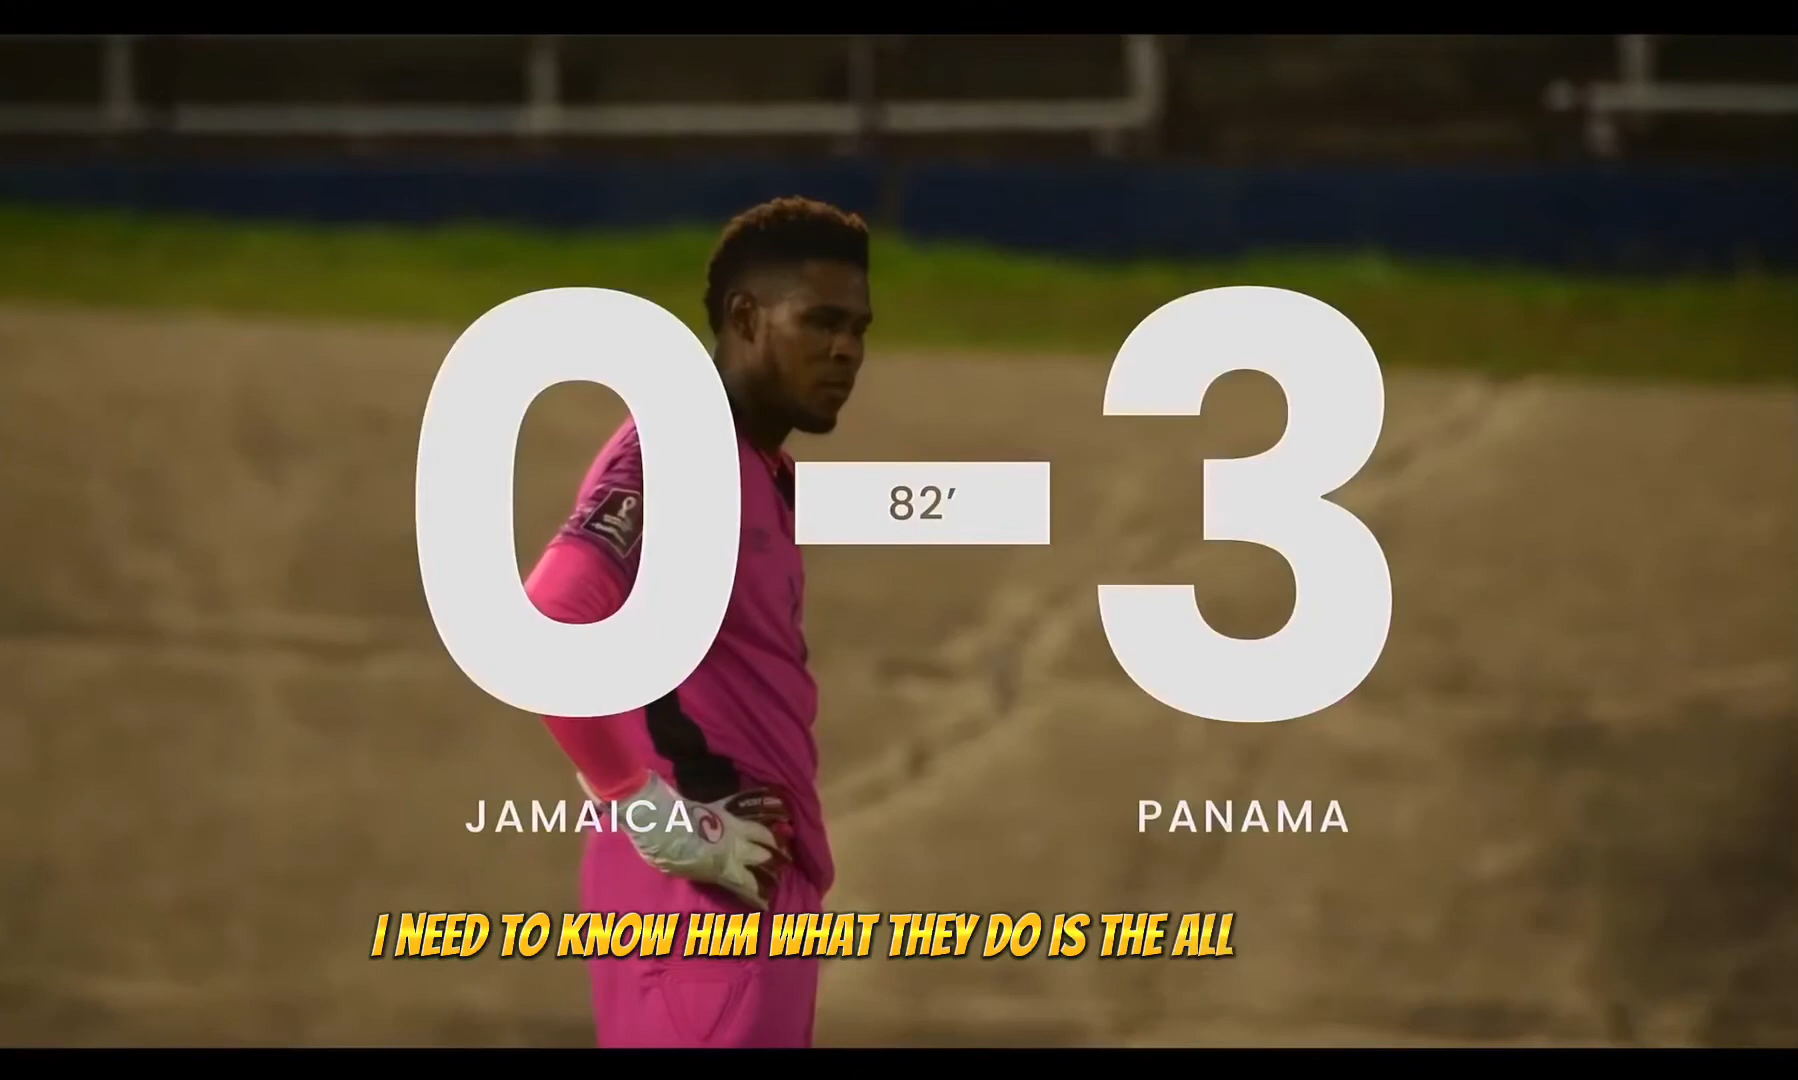 0 3
82′
JAMAICA PANAMA
I NEED TO KNOW HIM WHAT THEY DO IS THE ALL